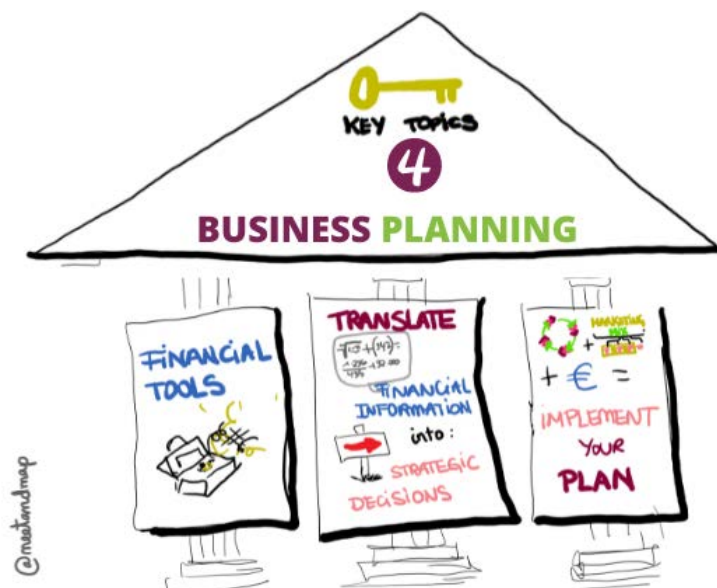 KEY TOPICS
4
BUSINESS PLANNING
FINANCIAL
TOOLS
TRANSLATE
FINANCIAL
INFORMATION
into:
STRATEGIC
DECISIONS
MARKETING
MIX
+
+ € =
IMPLEMENT
YOUR
PLAN
@meetandmap